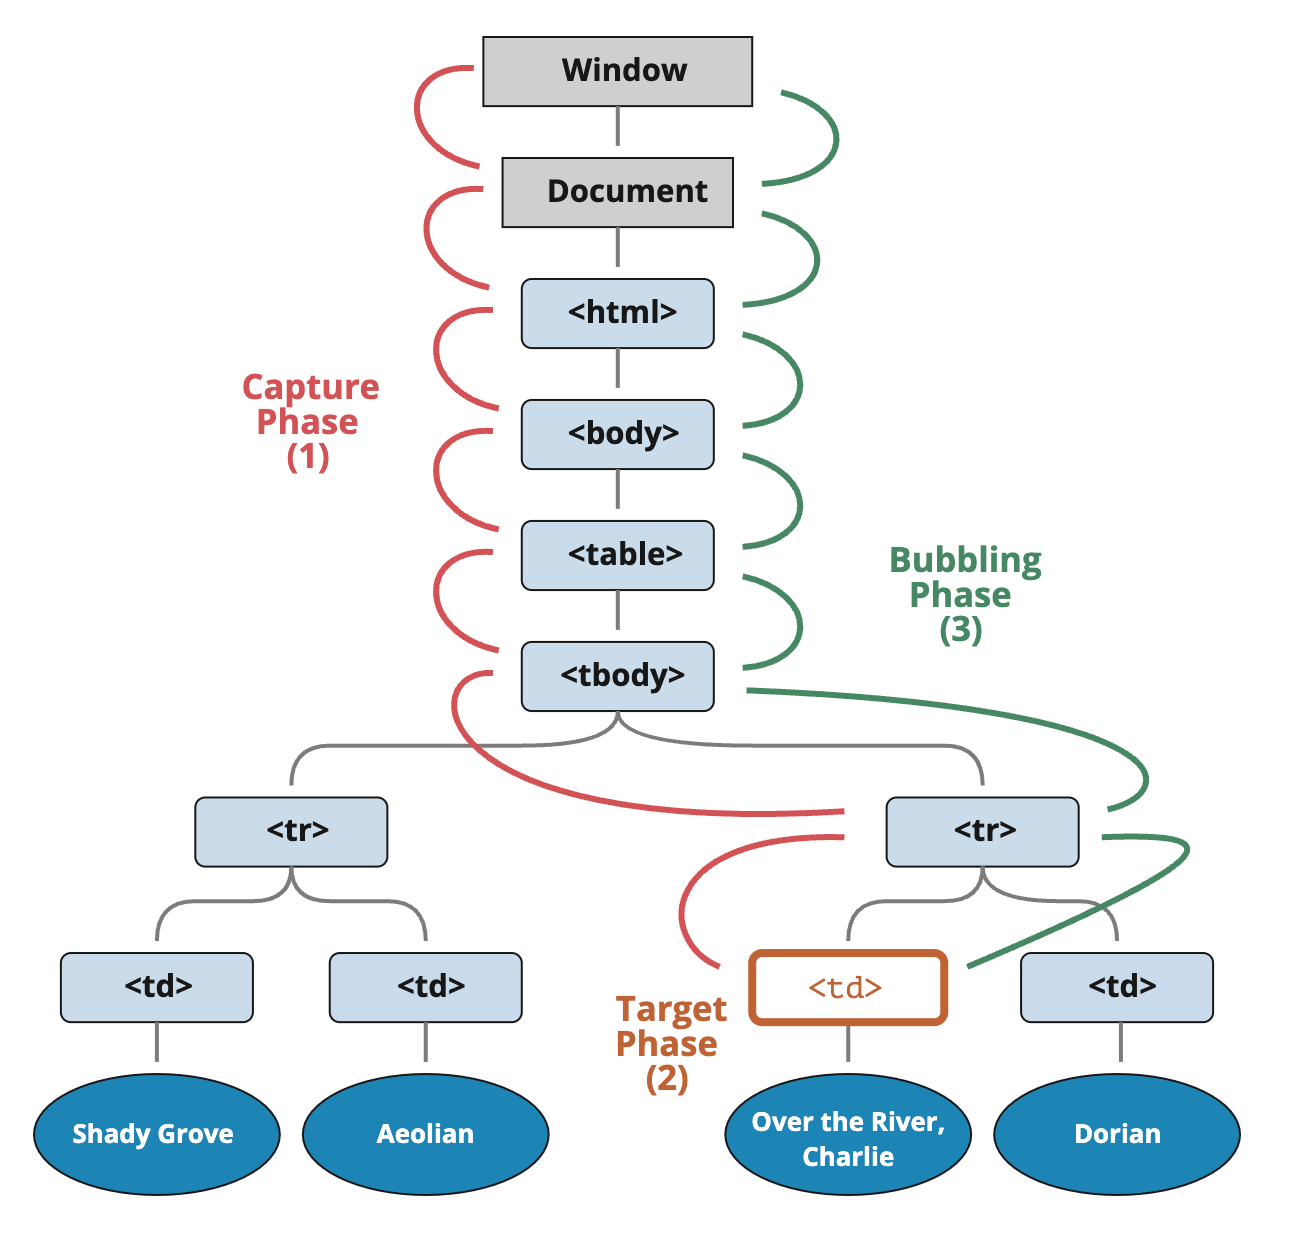 Window
Document
<html>
Capture
Phase
(1)
<body>
<table>
Bubbling
Phase
(3)
<tbody>
<tr>
<tr>
<td>
<td>
<td>
<td>
Target
Phase
(2)
Shady Grove
Aeolian
Over the River,
Charlie
Dorian